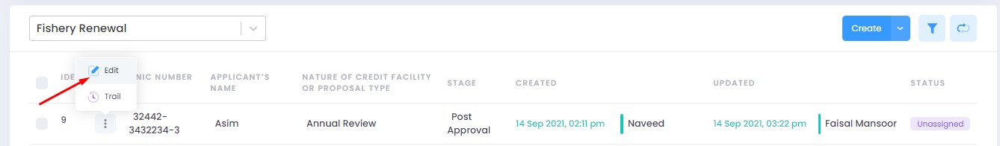 Fishery Renewal
Create
Edit
Trail
IDE
NIC NUMBER
APPLICANT'S
NAME
NATURE OF CREDIT FACILITY
OR PROPOSAL TYPE
STAGE
CREATED
UPDATED
STATUS
9
32442-
3432234-3
Asim
Annual Review
Post
Approval
14 Sep 2021, 02:11 pm
Naveed
14 Sep 2021, 03:22 pm
Faisal Mansoor
Unassigned